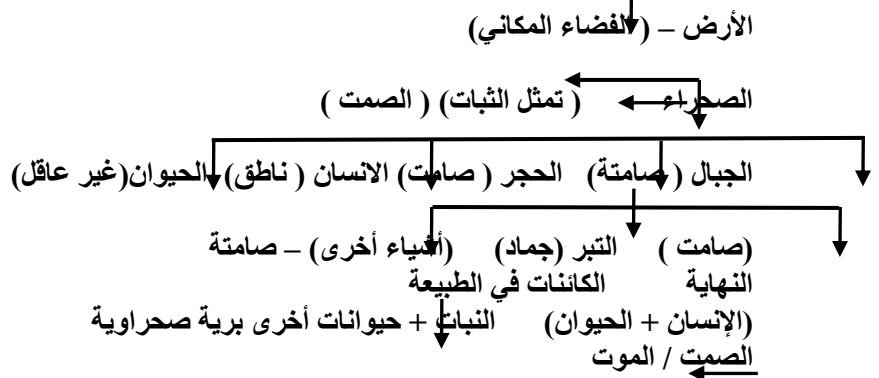 الأرض – (الفضاء المكاني)
الصحراء ( تمثل الثبات) ( الصمت )
الجبال ( صامتة) الحجر ( صامت) الانسان ( ناطق) الحيوان(غير عاقل)
(صامت ) التبر (جماد) (أشياء أخرى) – صامتة
النهاية الكائنات في الطبيعة
(الإنسان + الحيوان) النبات + حيوانات أخرى برية صحراوية
الصمت / الموت